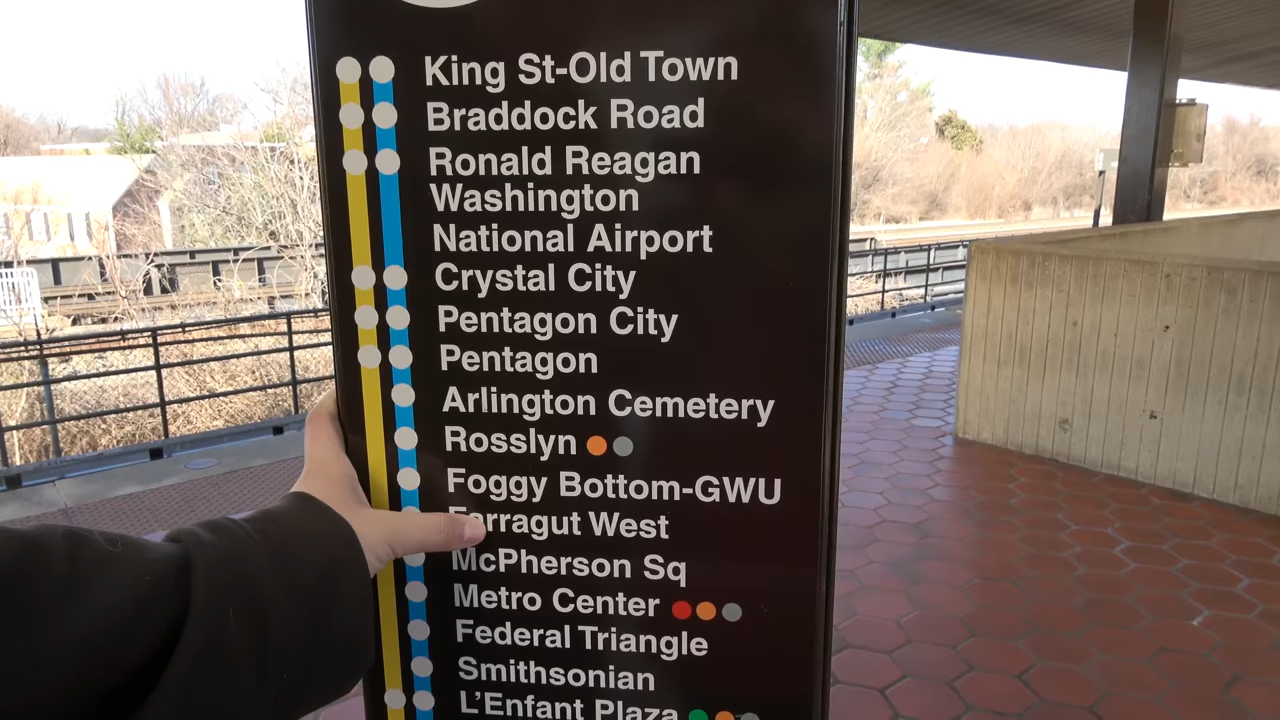 King St-Old Town
Braddock Road
Ronald Reagan
Washington
National Airport
Crystal City
Pentagon City
Pentagon
Arlington Cemetery
Rosslyn
Foggy Bottom-GWU
Farragut West
McPherson Sq
Metro Center
Federal Triangle
Smithsonian
L'Enfant Plaza